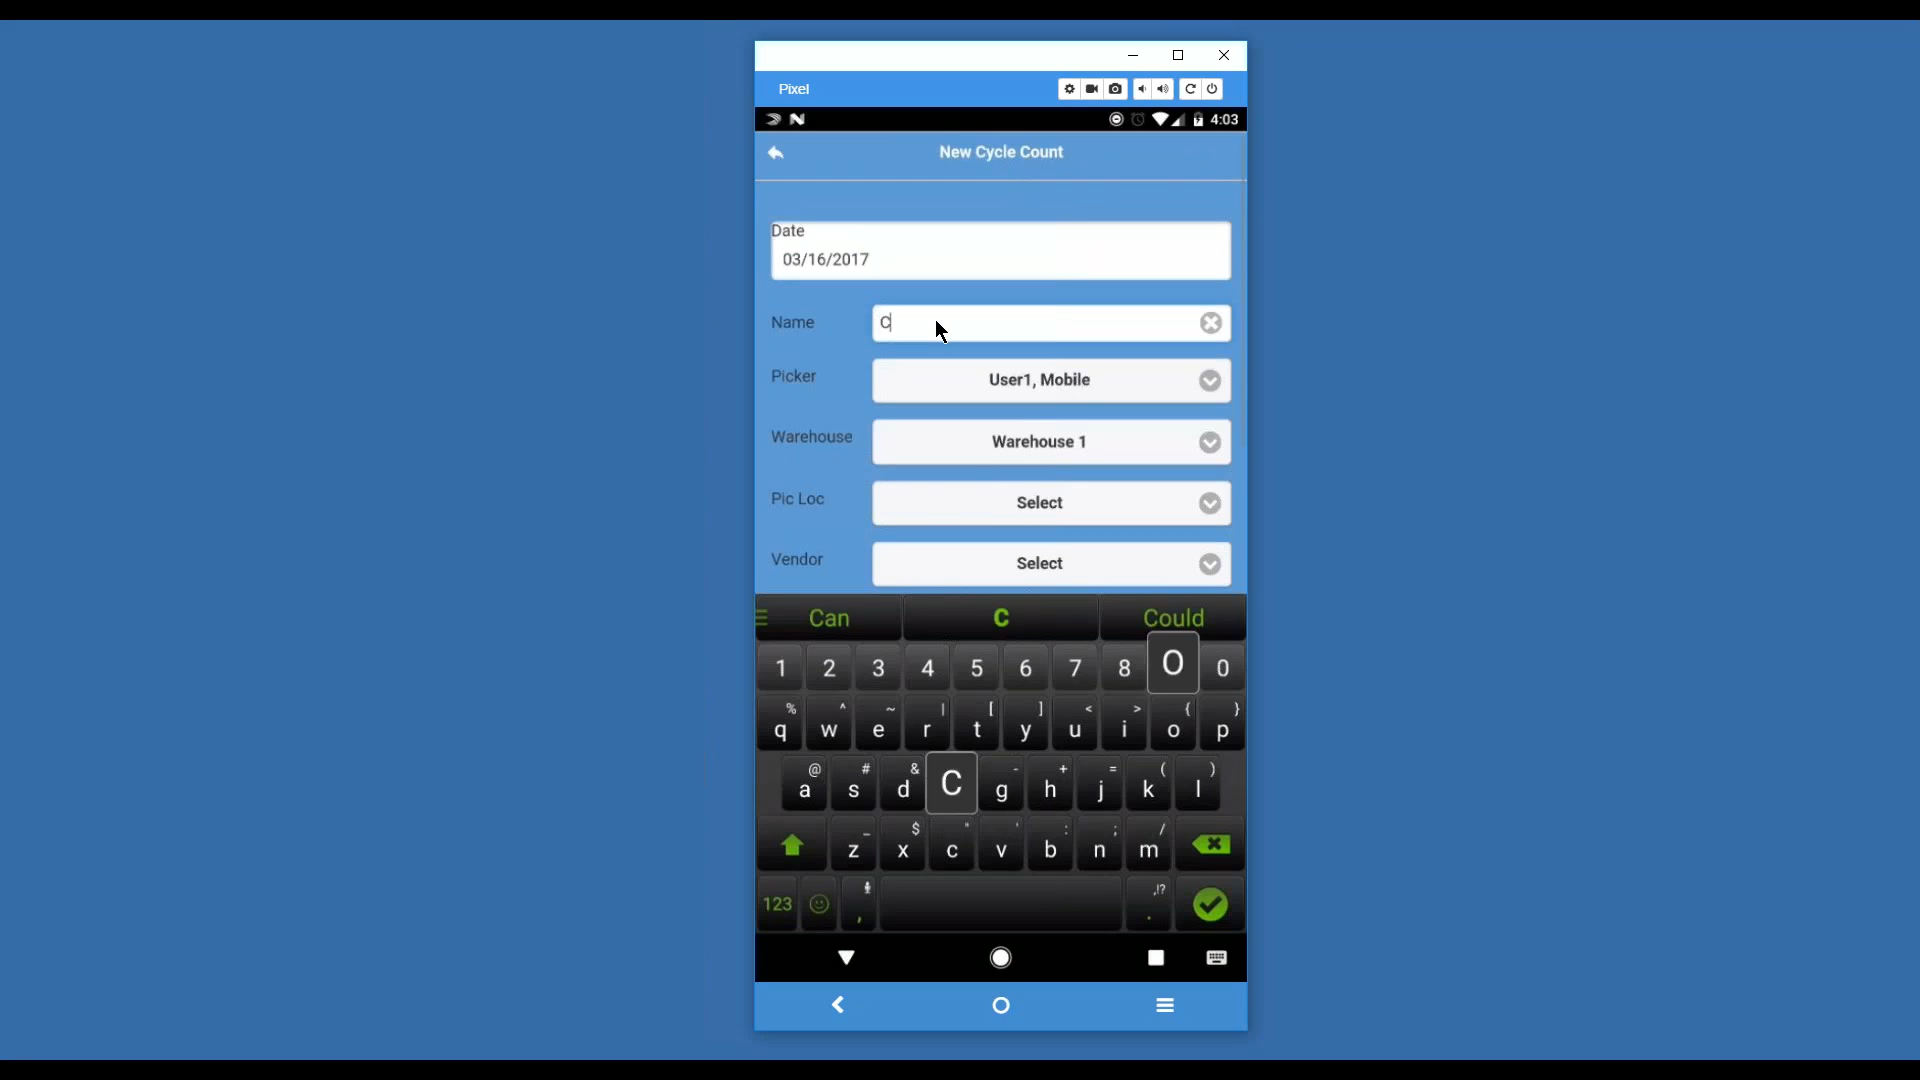 Pixel
4:03
New Cycle Count
Date
03/16/2017
Name C
Picker User1, Mobile
Warehouse Warehouse 1
Pic Loc Select
Vendor Select
Can C Could
1 2 3 4 5 6 7 8 O 0
% ^ ~ | [ ] < > { }
q w e r t y u i o p
@ # & - + = ( )
a s d C g h j k l
_ $ " ' : ; /
z x c v b n m
,!?
123 , .